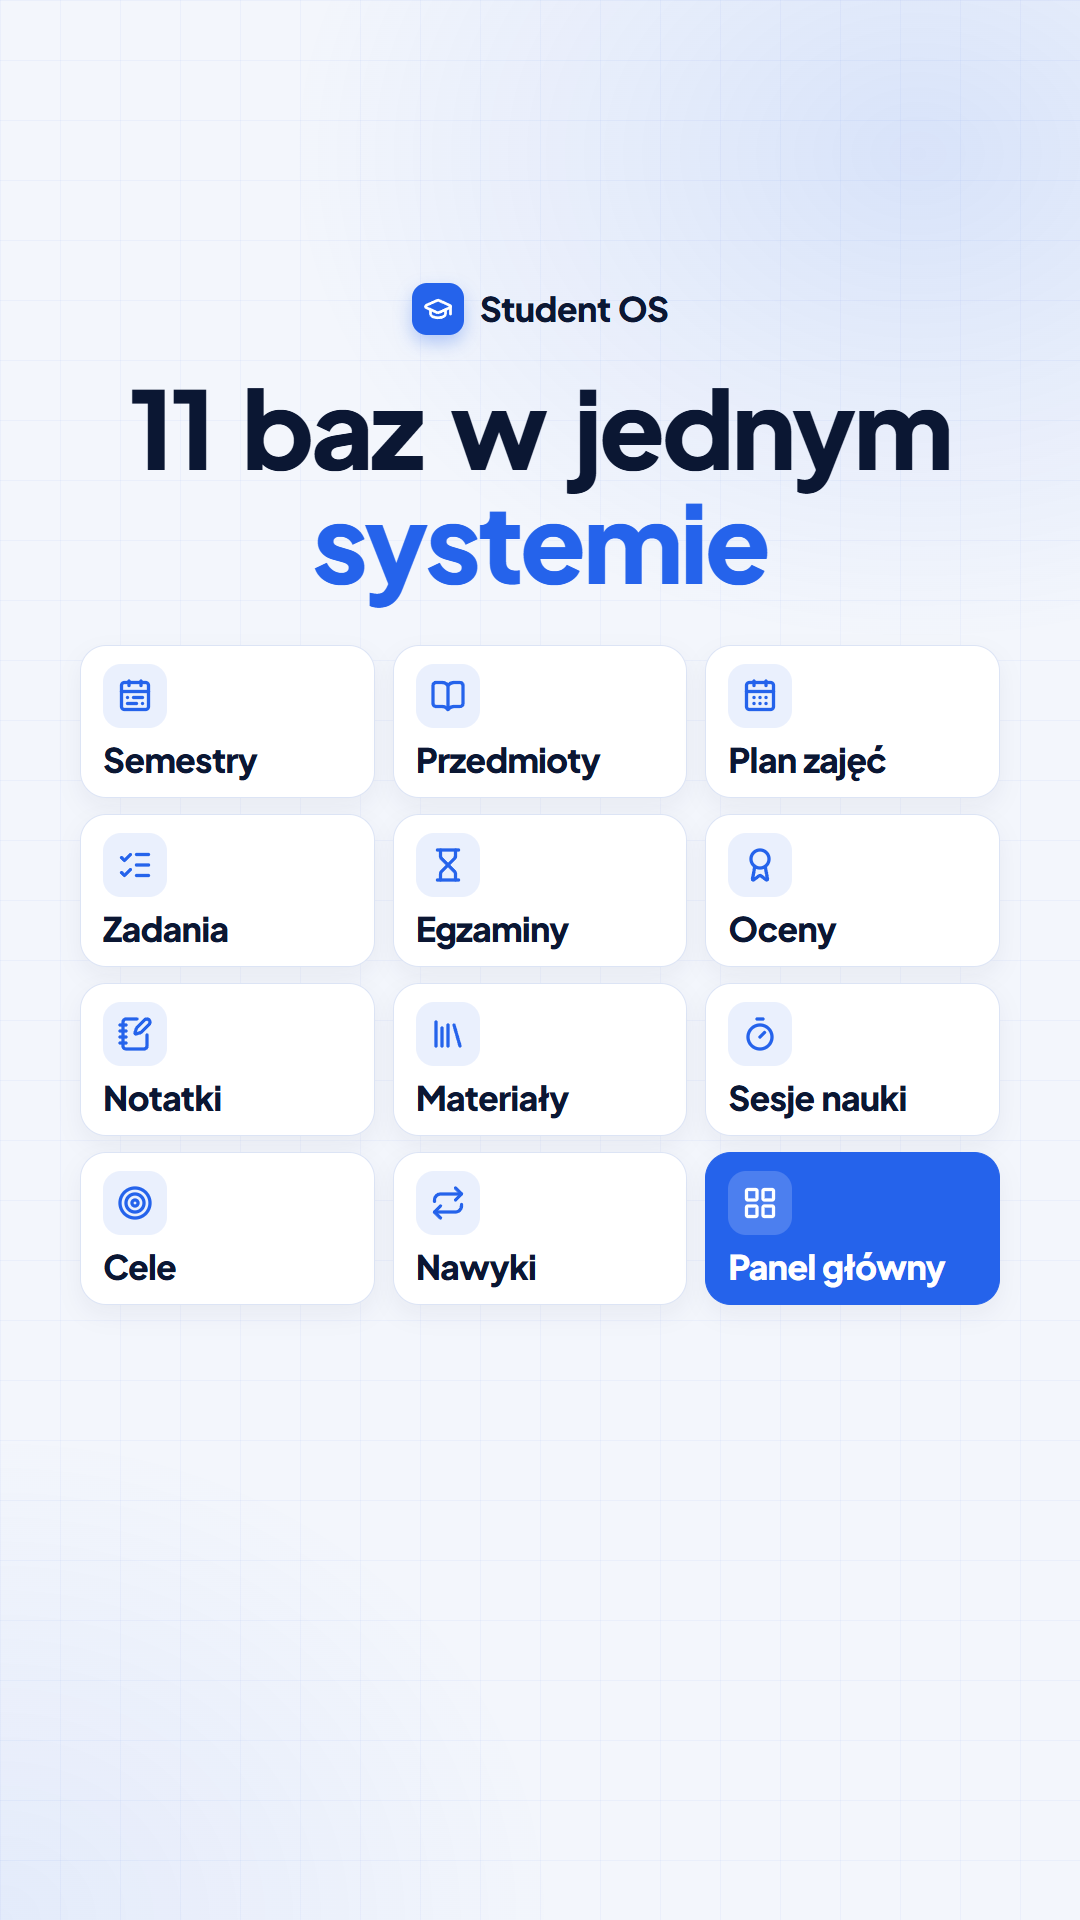 Student OS
11 baz w jednym
systemie
Semestry
Przedmioty
Plan zajęć
Zadania
Egzaminy
Oceny
Notatki
Materiały
Sesje nauki
Cele
Nawyki
Panel główny